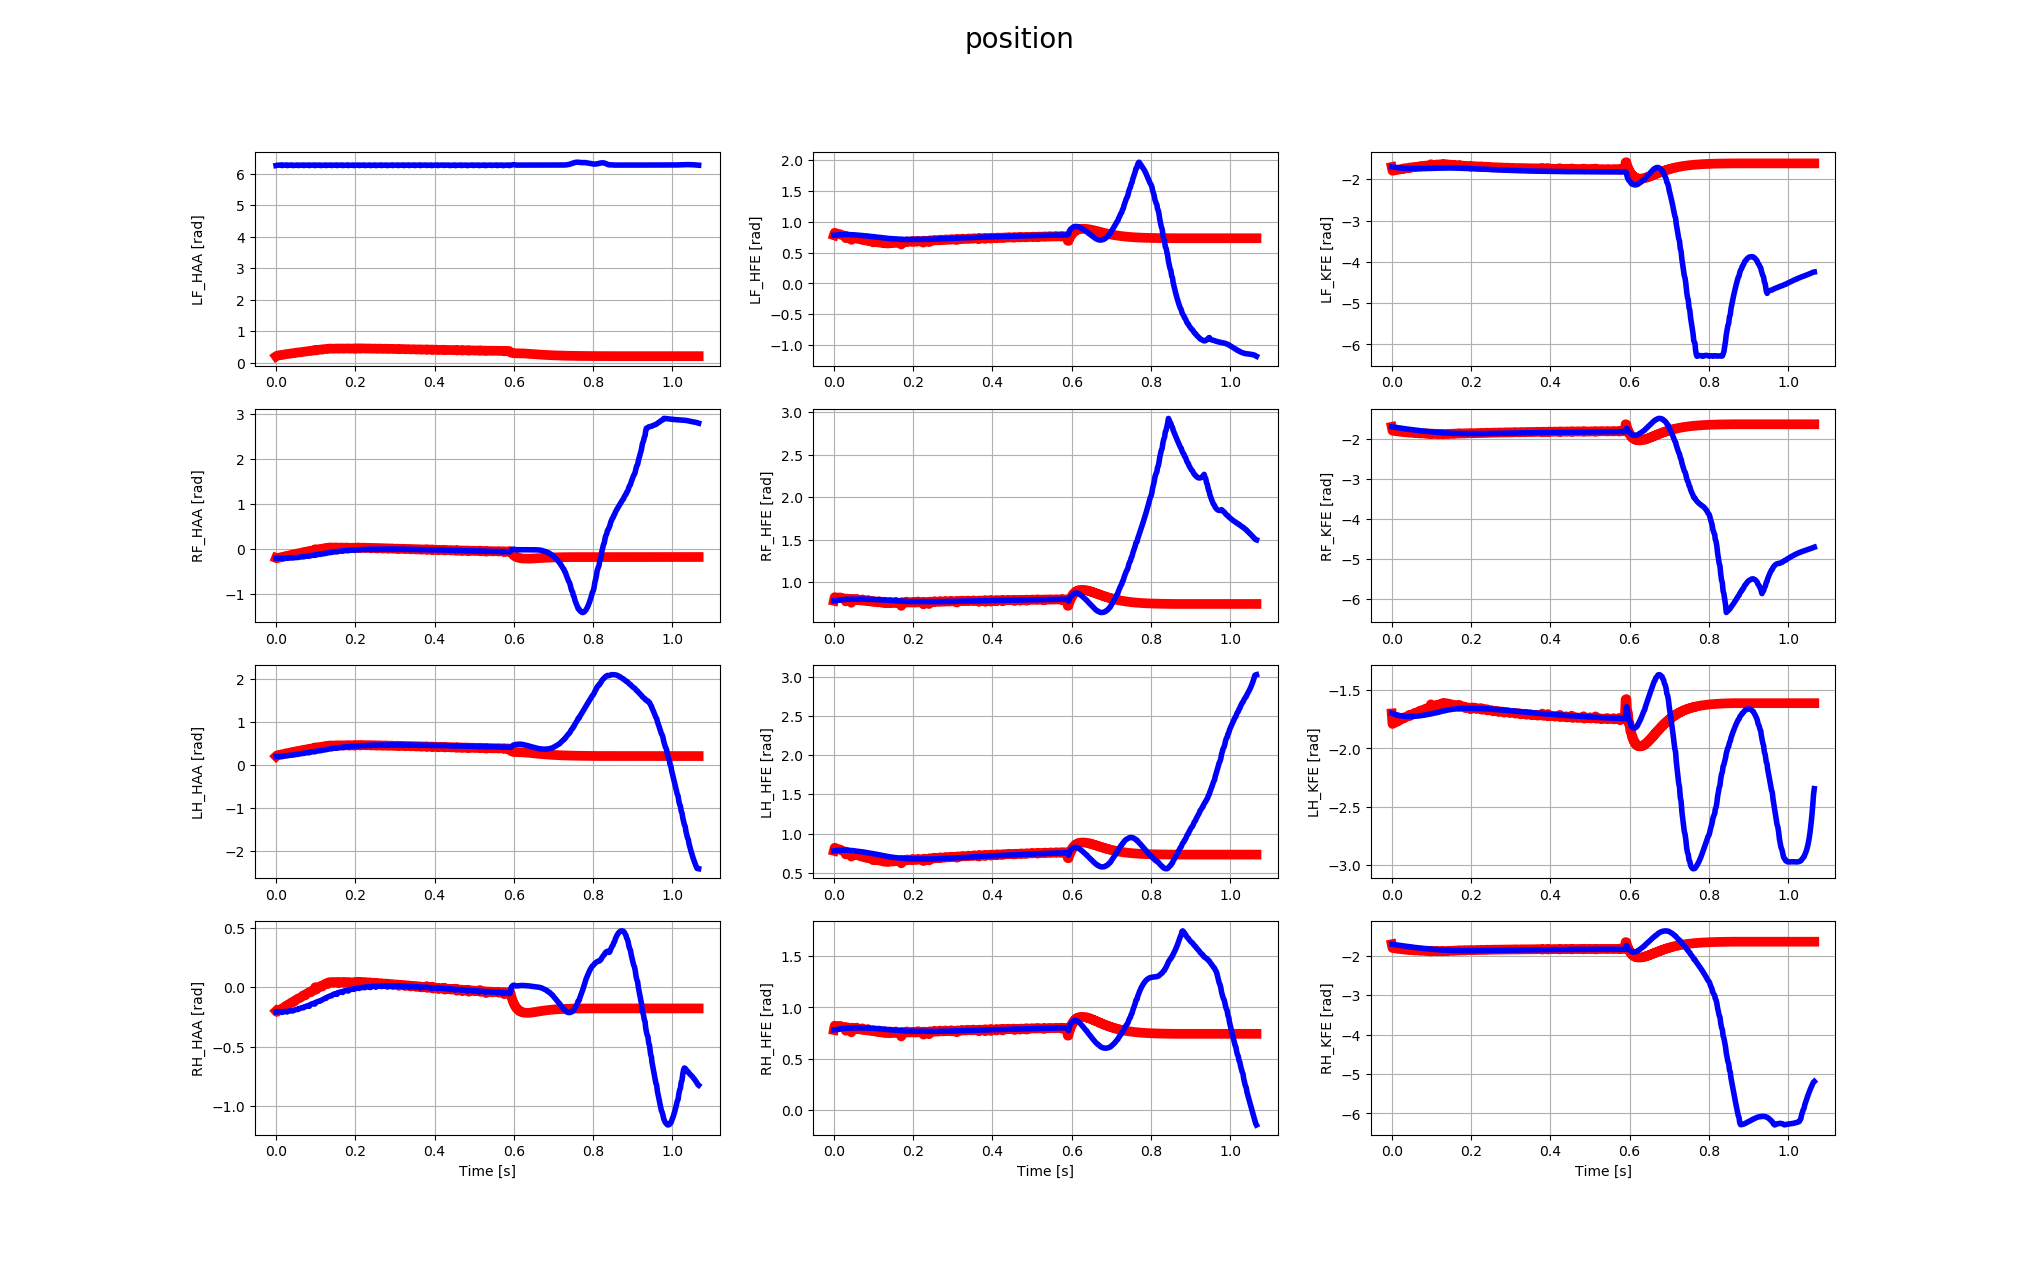 position
LF_HAA [rad]
6
5
4
3
2
1
0
0.0 0.2 0.4 0.6 0.8 1.0
LF_HFE [rad]
2.0
1.5
1.0
0.5
0.0
−0.5
−1.0
0.0 0.2 0.4 0.6 0.8 1.0
LF_KFE [rad]
−2
−3
−4
−5
−6
0.0 0.2 0.4 0.6 0.8 1.0
RF_HAA [rad]
3
2
1
0
−1
0.0 0.2 0.4 0.6 0.8 1.0
RF_HFE [rad]
3.0
2.5
2.0
1.5
1.0
0.0 0.2 0.4 0.6 0.8 1.0
RF_KFE [rad]
−2
−3
−4
−5
−6
0.0 0.2 0.4 0.6 0.8 1.0
LH_HAA [rad]
2
1
0
−1
−2
0.0 0.2 0.4 0.6 0.8 1.0
LH_HFE [rad]
3.0
2.5
2.0
1.5
1.0
0.5
0.0 0.2 0.4 0.6 0.8 1.0
LH_KFE [rad]
−1.5
−2.0
−2.5
−3.0
0.0 0.2 0.4 0.6 0.8 1.0
RH_HAA [rad]
0.5
0.0
−0.5
−1.0
0.0 0.2 0.4 0.6 0.8 1.0
Time [s]
RH_HFE [rad]
1.5
1.0
0.5
0.0
0.0 0.2 0.4 0.6 0.8 1.0
Time [s]
RH_KFE [rad]
−2
−3
−4
−5
−6
0.0 0.2 0.4 0.6 0.8 1.0
Time [s]